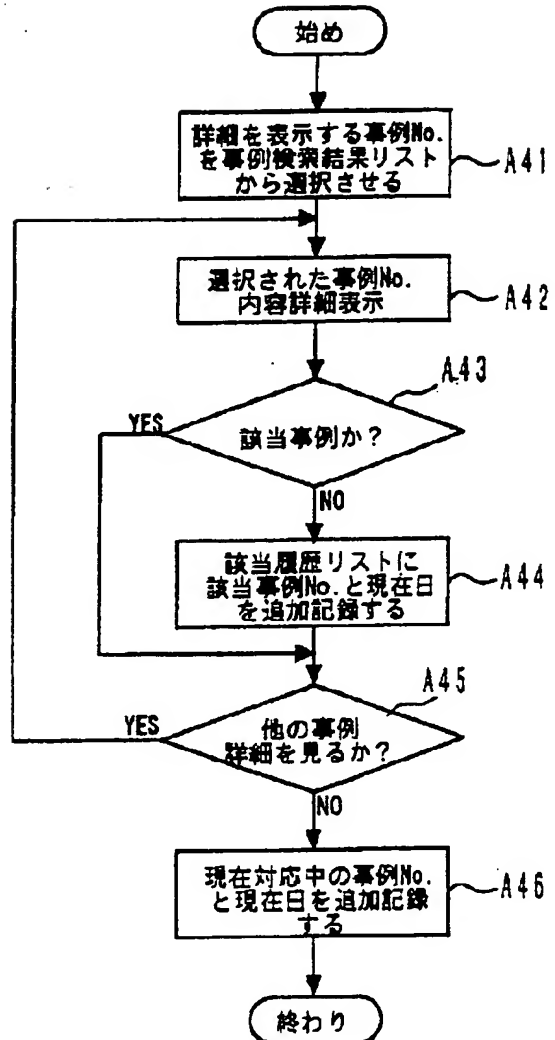 始め
詳細を表示する事例No.
を事例検索結果リスト
から選択させる
A41
選択された事例No.
内容詳細表示
A42
A43
YES
該当事例か?
NO
該当履歴リストに
該当事例No.と現在日
を追加記録する
A44
A45
YES
他の事例
詳細を見るか?
NO
現在対応中の事例No.
と現在日を追加記録
する
A46
終わり